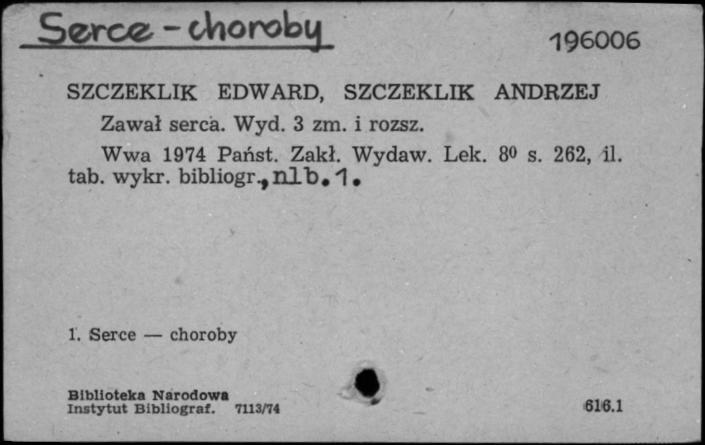 Serce - choroby
196006
SZCZEKLIK EDWARD, SZCZEKLIK ANDRZEJ
Zawał serca. Wyd. 3 zm. i rozsz.
Wwa 1974 Państ. Zakł. Wydaw. Lek. 8⁰ s. 262, il.
tab. wykr. bibliogr., nlb. 1.
1. Serce — choroby
Biblioteka Narodowa
Instytut Bibliograf. 7113/74
616.1